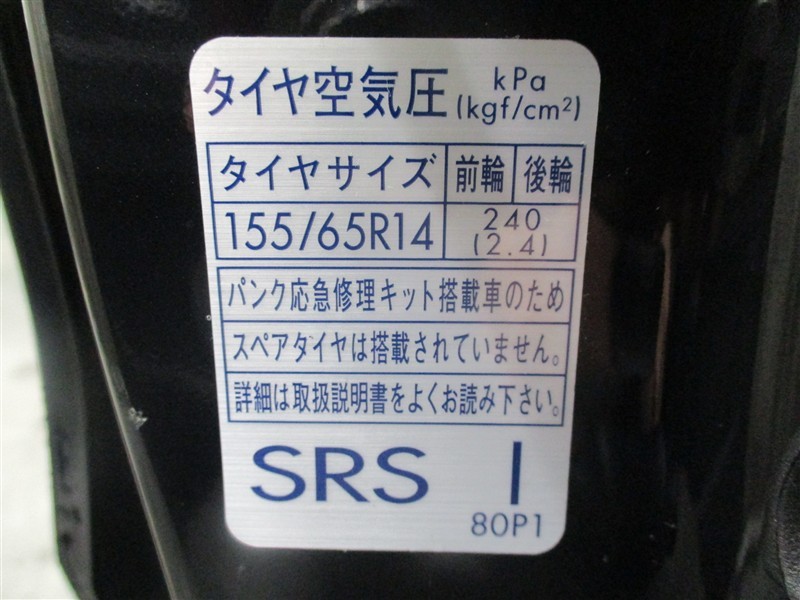 タイヤ空気圧 kPa (kgf/cm²)
タイヤサイズ 前輪 後輪
155/65R14 240 (2.4)
パンク応急修理キット搭載車のため
スペアタイヤは搭載されていません。
詳細は取扱説明書をよくお読み下さい。
SRS I
80P1